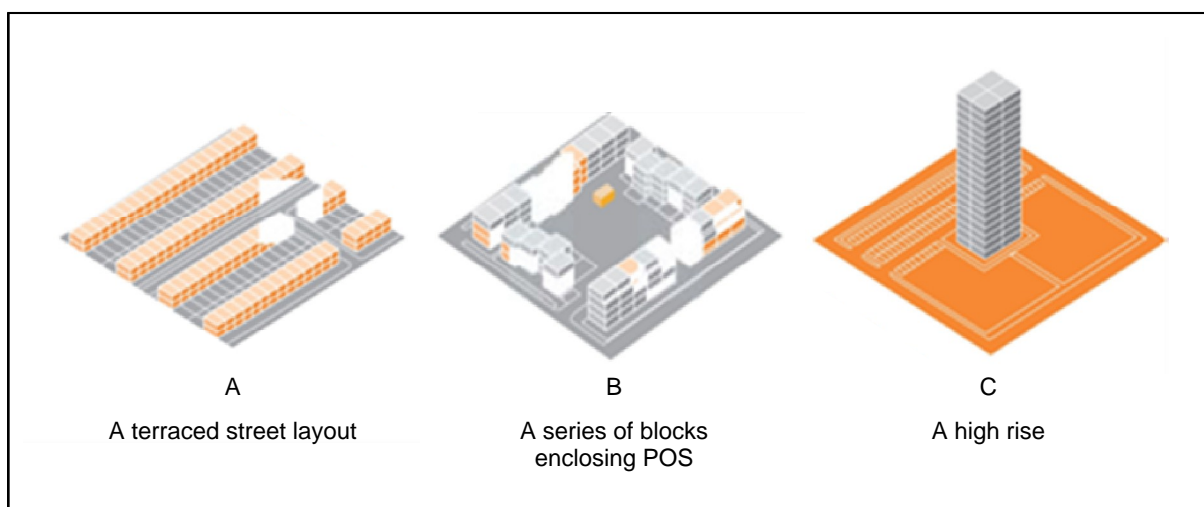 A
A terraced street layout
B
A series of blocks
enclosing POS
C
A high rise